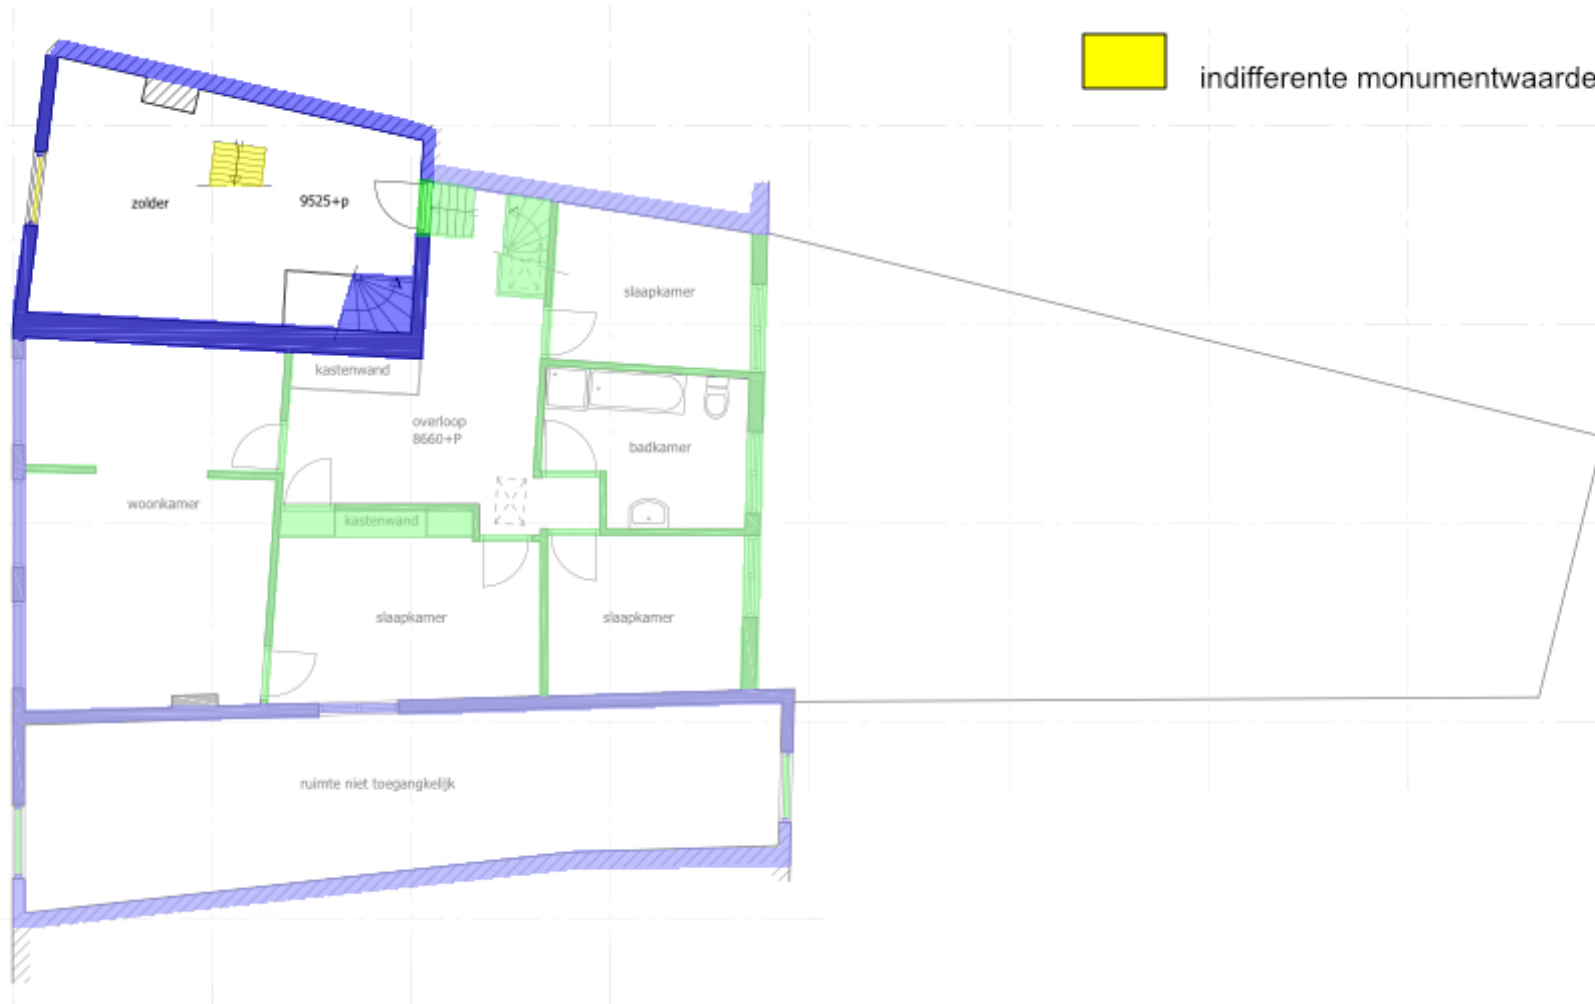 indifferente monumentwaarde
zolder
9525+p
slaapkamer
kastenwand
overloop
8660+P
badkamer
woonkamer
kastenwand
slaapkamer
slaapkamer
ruimte niet toegangkelijk